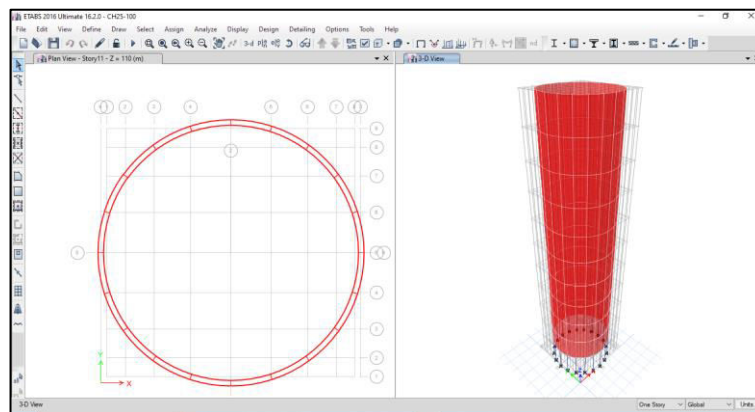 ETABS 2016 Ultimate 16.2.0 - CH25-100
File Edit View Define Draw Select Assign Analyze Display Design Detailing Options Tools Help
Plan View - Story11 - Z = 110 (m)
3-D View
Y
X
3-D View
One Story
Global
Units...